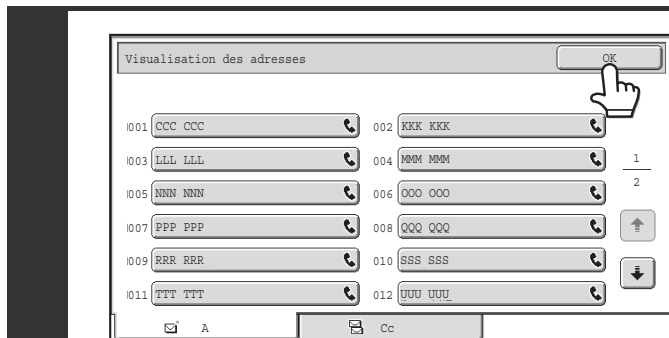 Visualisation des adresses OK
001 CCC CCC 002 KKK KKK
003 LLL LLL 004 MMM MMM 1
005 NNN NNN 006 OOO OOO 2
007 PPP PPP 008 QQQ QQQ
009 RRR RRR 010 SSS SSS
011 TTT TTT 012 UUU UUU
A Cc